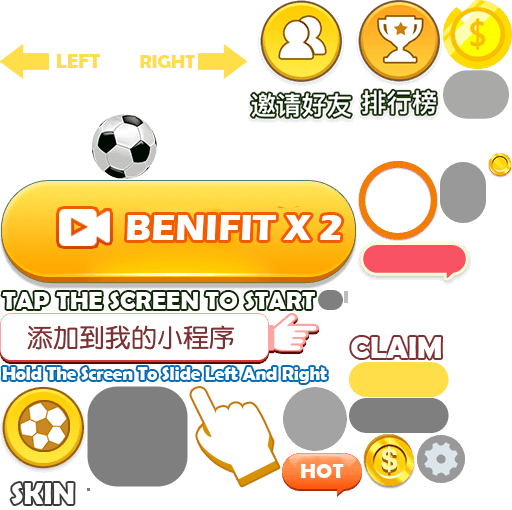 LEFT
RIGHT
邀请好友
排行榜
BENIFIT X 2
TAP THE SCREEN TO START
添加到我的小程序
CLAIM
Hold The Screen To Slide Left And Right
HOT
SKIN